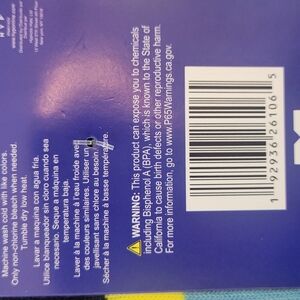 Machine wash cold with like colors.
Only non-chlorine bleach when needed.
Tumble dry low heat.
Lavar a maquina con agua fria.
Utilice blanqueador sin cloro cuando sea
necesario. Seque a máquina en
temperatura baja.
Laver à la machine à l'eau froide avec
des couleurs similaires. Utiliser un
javellisant sans chlore au besoin.
Sécher à la machine à basse température.
WARNING: This product can expose you to chemicals
including Bisphenol A (BPA), which is known to the State of
California to cause birth defects or other reproductive harm.
For more information, go to www.P65Warnings.ca.gov.
1 92936 26106 5